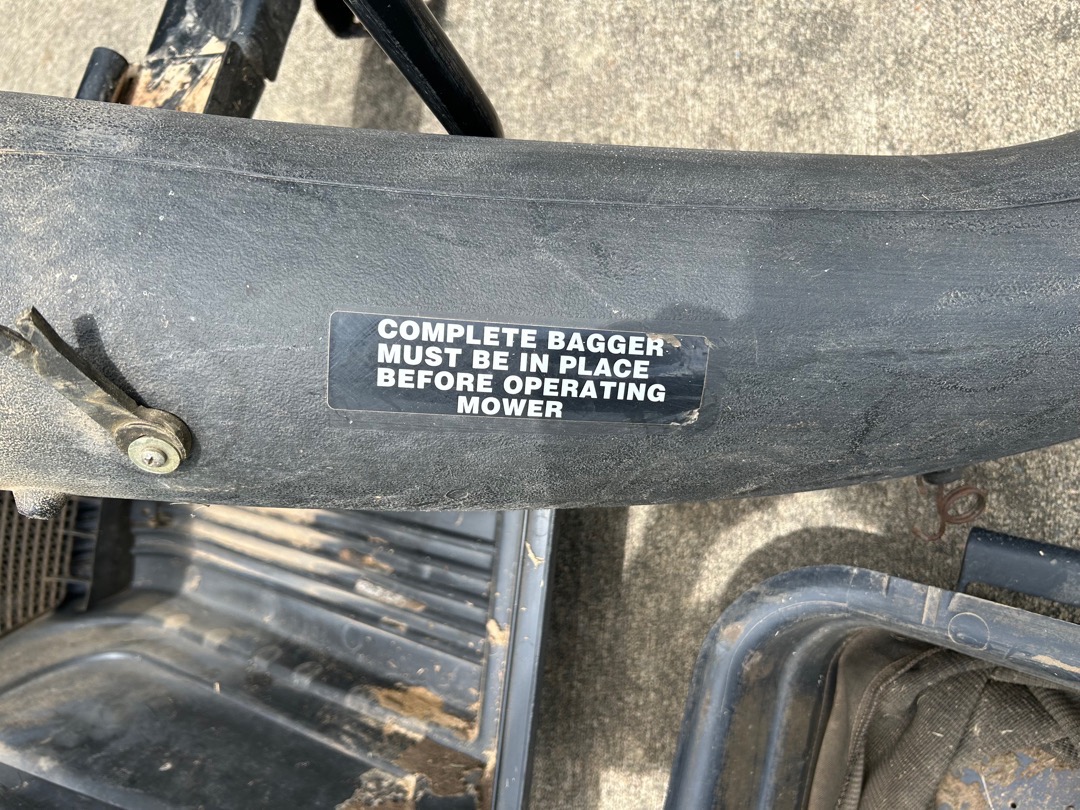 COMPLETE BAGGER
MUST BE IN PLACE
BEFORE OPERATING
MOWER